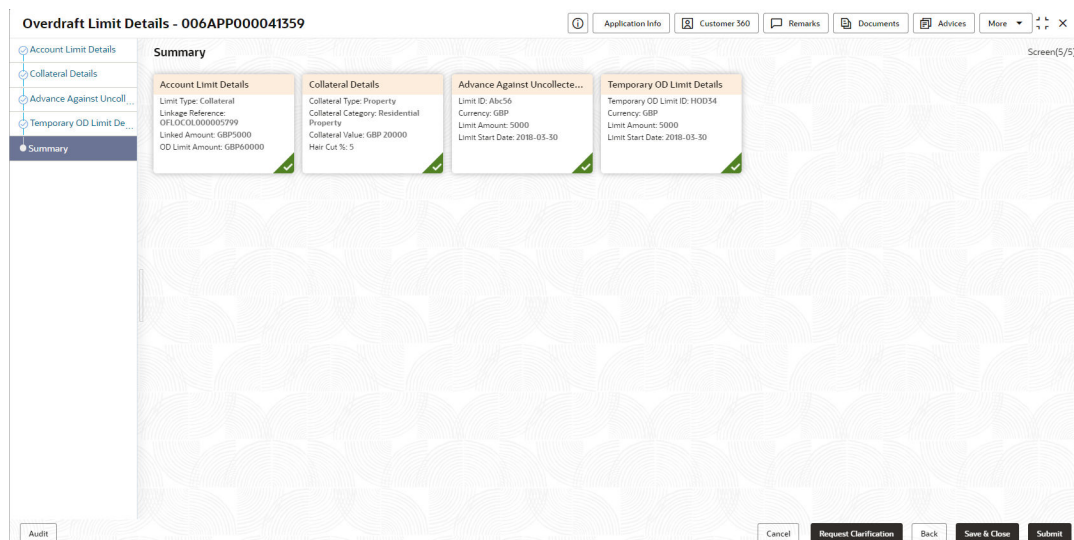 Overdraft Limit Details - 006APP000041359
Application Info
Customer 360
Remarks
Documents
Advices
More
Account Limit Details
Collateral Details
Advance Against Uncoll...
Temporary OD Limit De...
Summary
Summary
Screen(5/5)
Account Limit Details
Limit Type: Collateral
Linkage Reference:
OFLOCOL000005799
Linked Amount: GBP5000
OD Limit Amount: GBP60000
Collateral Details
Collateral Type: Property
Collateral Category: Residential
Property
Collateral Value: GBP 20000
Hair Cut %: 5
Advance Against Uncollecte...
Limit ID: Abc56
Currency: GBP
Limit Amount: 5000
Limit Start Date: 2018-03-30
Temporary OD Limit Details
Temporary OD Limit ID: HOD34
Currency: GBP
Limit Amount: 5000
Limit Start Date: 2018-03-30
Audit
Cancel
Request Clarification
Back
Save & Close
Submit